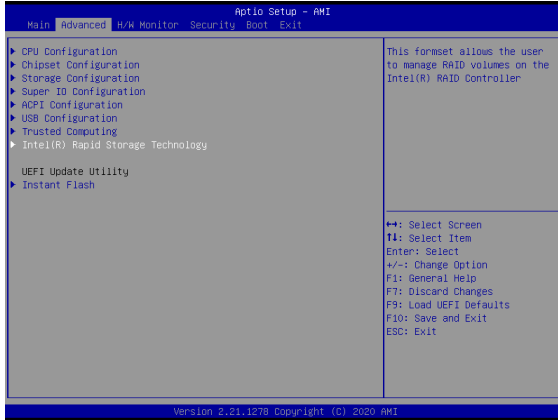 Aptio Setup – AMI
Main Advanced H/W Monitor Security Boot Exit
CPU Configuration
Chipset Configuration
Storage Configuration
Super IO Configuration
ACPI Configuration
USB Configuration
Trusted Computing
Intel(R) Rapid Storage Technology
UEFI Update Utility
Instant Flash
This formset allows the user
to manage RAID volumes on the
Intel(R) RAID Controller
↔: Select Screen
↑↓: Select Item
Enter: Select
+/-: Change Option
F1: General Help
F7: Discard Changes
F9: Load UEFI Defaults
F10: Save and Exit
ESC: Exit
Version 2.21.1278 Copyright (C) 2020 AMI